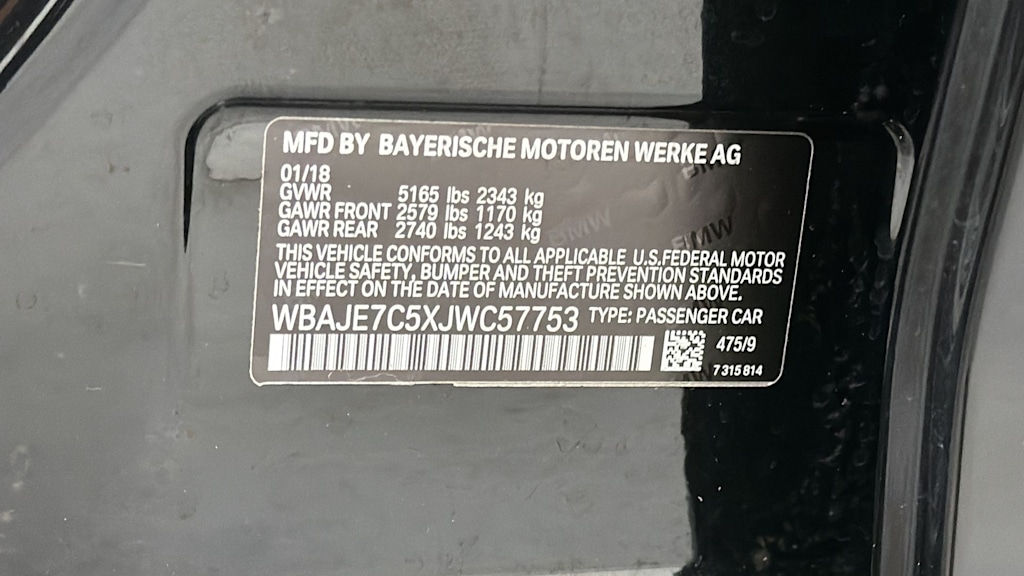 MFD BY BAYERISCHE MOTOREN WERKE AG
01/18
GVWR 5165 lbs 2343 kg
GAWR FRONT 2579 lbs 1170 kg
GAWR REAR 2740 lbs 1243 kg
THIS VEHICLE CONFORMS TO ALL APPLICABLE U.S.FEDERAL MOTOR
VEHICLE SAFETY, BUMPER AND THEFT PREVENTION STANDARDS
IN EFFECT ON THE DATE OF MANUFACTURE SHOWN ABOVE.
WBAJE7C5XJWC57753 TYPE: PASSENGER CAR
475/9
7 315 814
BMW
BMW
BMW